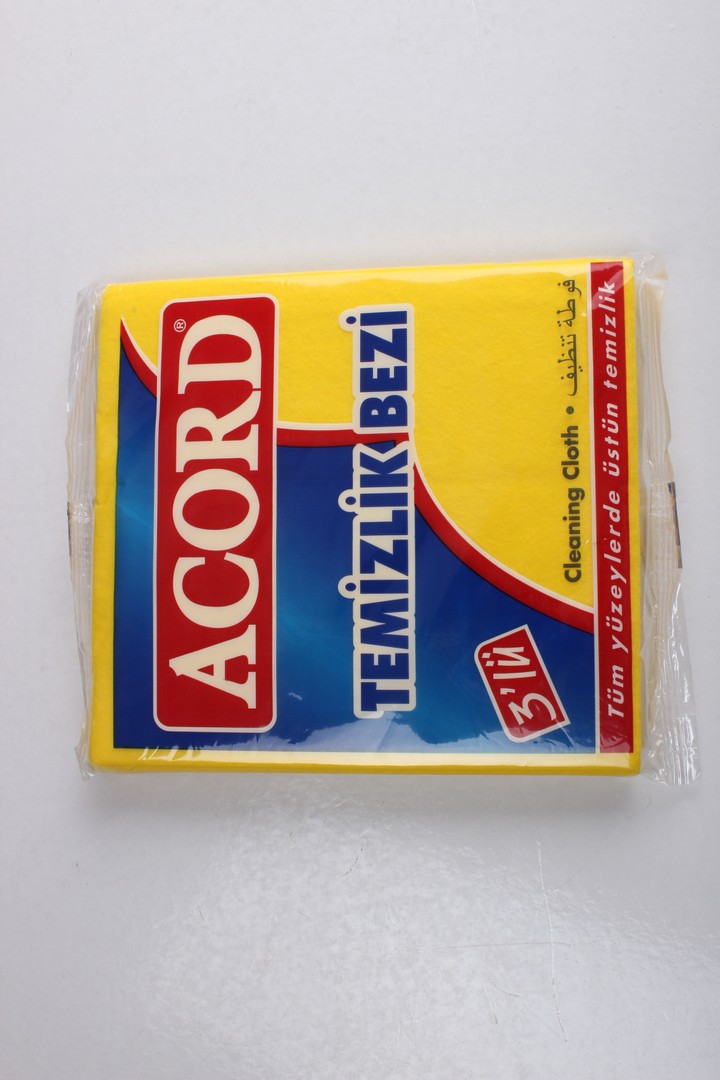 ACORD®
TEMİZLİK BEZİ
Cleaning Cloth • فوطة تنظيف
3'lü
Tüm yüzeylerde üstün temizlik